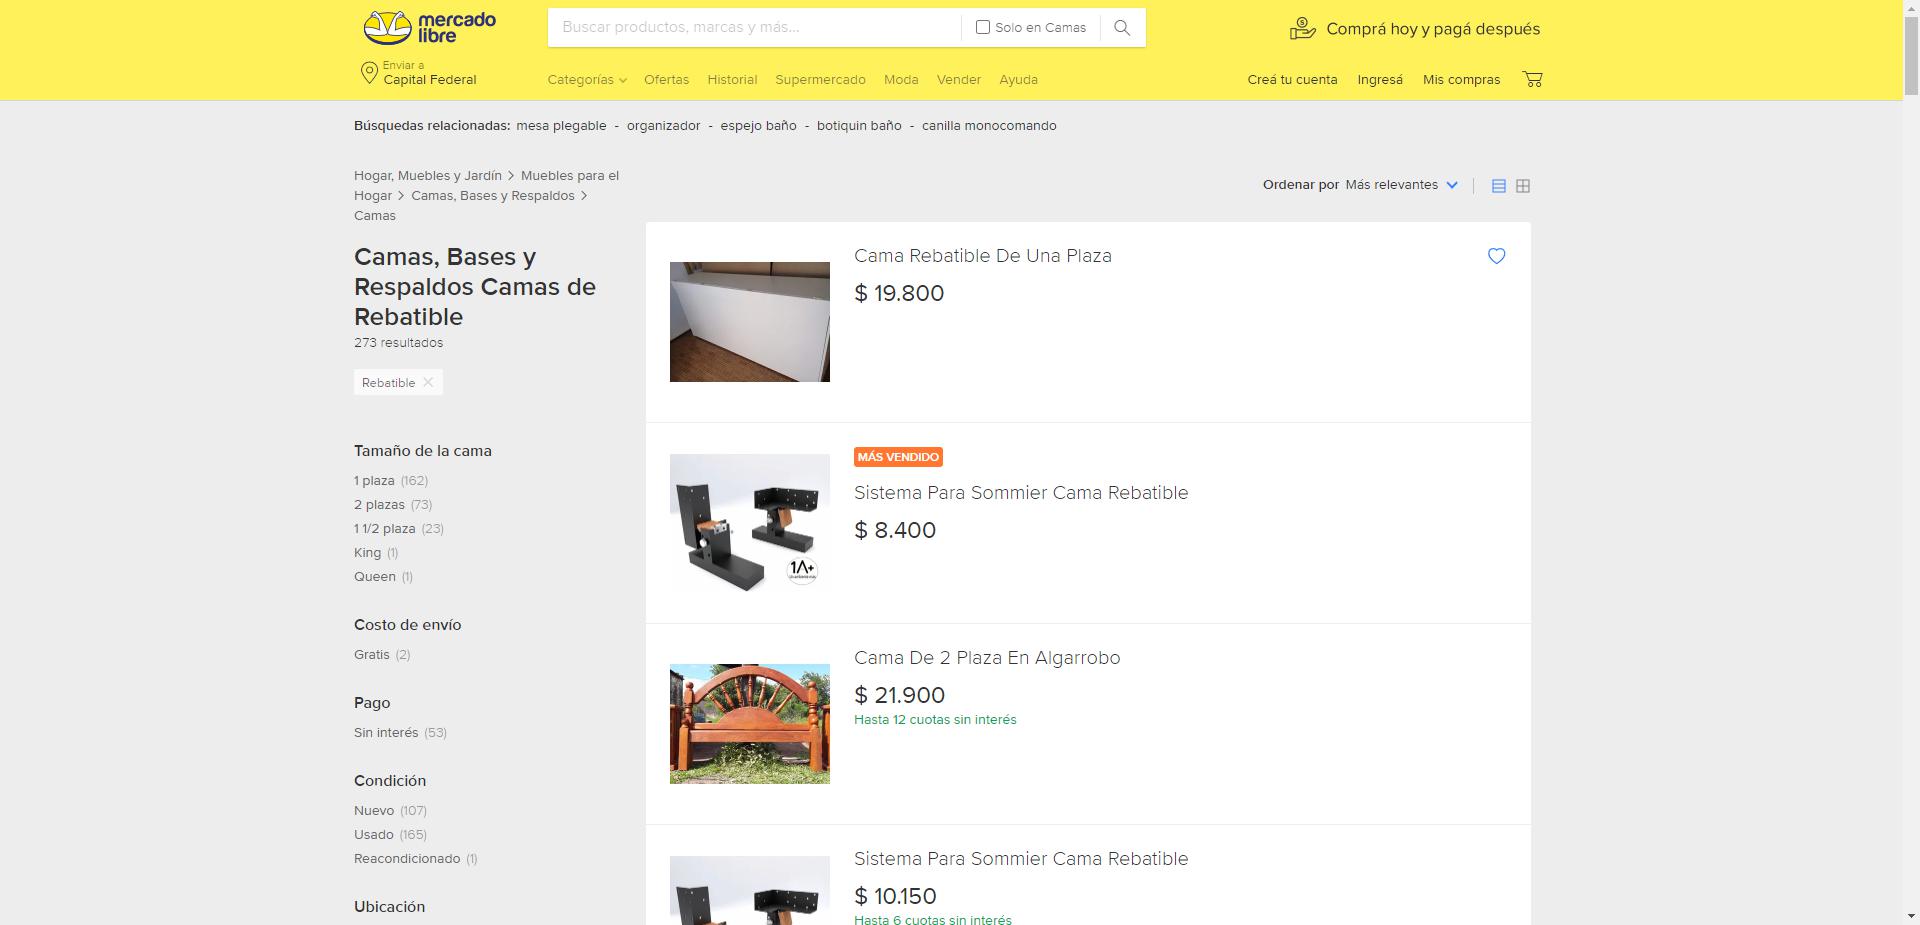 mercado
libre
Buscar productos, marcas y más...
Solo en Camas
Comprá hoy y pagá después
Enviar a
Capital Federal
Categorías Ofertas Historial Supermercado Moda Vender Ayuda
Creá tu cuenta Ingresá Mis compras
Búsquedas relacionadas: mesa plegable - organizador - espejo baño - botiquin baño - canilla monocomando
Hogar, Muebles y Jardín > Muebles para el
Hogar > Camas, Bases y Respaldos >
Camas
Ordenar por Más relevantes
Camas, Bases y
Respaldos Camas de
Rebatible
273 resultados
Rebatible
Tamaño de la cama
1 plaza (162)
2 plazas (73)
1 1/2 plaza (23)
King (1)
Queen (1)
Costo de envío
Gratis (2)
Pago
Sin interés (53)
Condición
Nuevo (107)
Usado (165)
Reacondicionado (1)
Ubicación
Cama Rebatible De Una Plaza
$ 19.800
MÁS VENDIDO
Sistema Para Sommier Cama Rebatible
$ 8.400
1A+
Cama De 2 Plaza En Algarrobo
$ 21.900
Hasta 12 cuotas sin interés
Sistema Para Sommier Cama Rebatible
$ 10.150
Hasta 6 cuotas sin interés